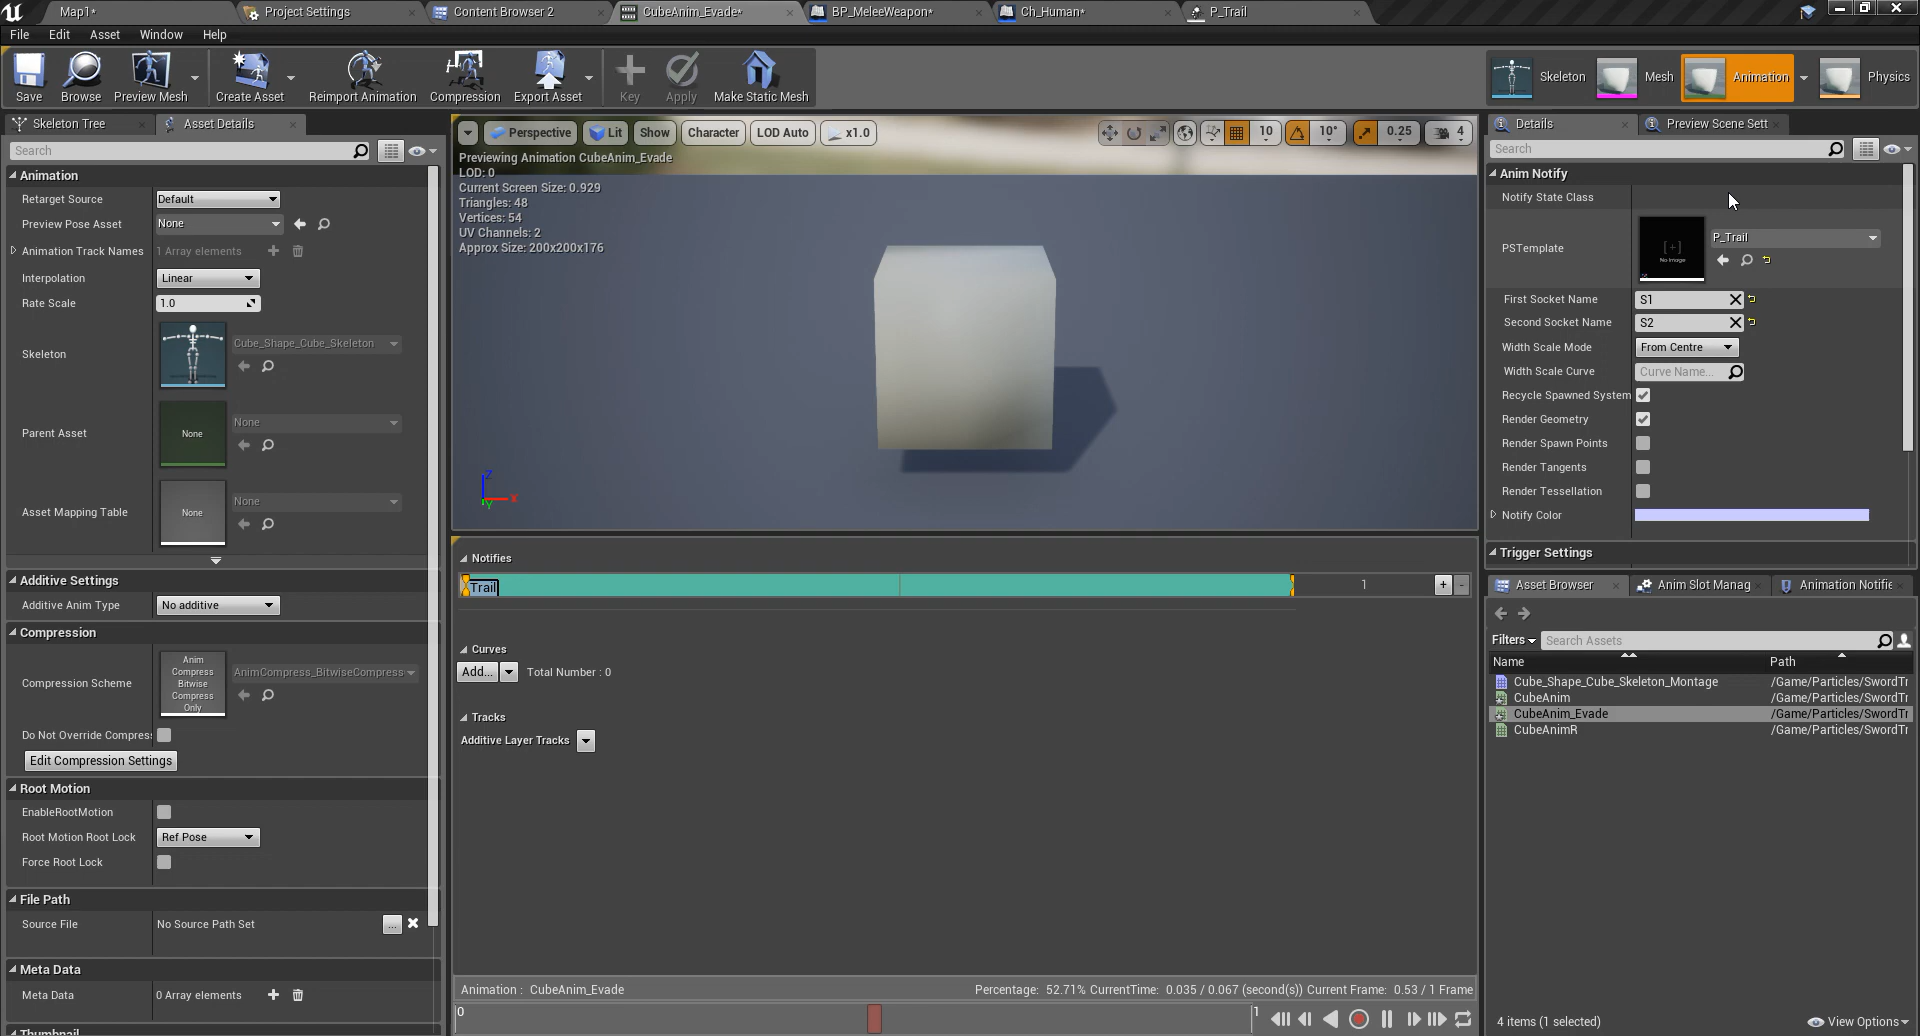 Map1*
Project Settings
Content Browser 2
CubeAnim_Evade*
BP_MeleeWeapon*
Ch_Human*
P_Trail
File Edit Asset Window Help
Save
Browse
Preview Mesh
Create Asset
Reimport Animation
Compression
Export Asset
Key
Apply
Make Static Mesh
Skeleton
Mesh
Animation
Physics
Skeleton Tree
Asset Details
Search
Animation
Retarget Source Default
Preview Pose Asset None
Animation Track Names 1 Array elements
Interpolation Linear
Rate Scale 1.0
Skeleton Cube_Shape_Cube_Skeleton
Parent Asset None None
Asset Mapping Table None None
Additive Settings
Additive Anim Type No additive
Compression
Compression Scheme Anim Compress Bitwise Compress Only AnimCompress_BitwiseCompress
Do Not Override Compress
Edit Compression Settings
Root Motion
EnableRootMotion
Root Motion Root Lock Ref Pose
Force Root Lock
File Path
Source File No Source Path Set ...
Meta Data
Meta Data 0 Array elements
Thumbnail
Perspective Lit Show Character LOD Auto x1.0 10 10° 0.25 4
Previewing Animation CubeAnim_Evade
LOD: 0
Current Screen Size: 0.929
Triangles: 48
Vertices: 54
UV Channels: 2
Approx Size: 200x200x176
Z
X
Y
Notifies
Trail 1 + -
Curves
Add... Total Number : 0
Tracks
Additive Layer Tracks
Animation : CubeAnim_Evade Percentage: 52.71% CurrentTime: 0.035 / 0.067 (second(s)) Current Frame: 0.53 / 1 Frame
0 1
Details
Preview Scene Sett
Search
Anim Notify
Notify State Class
PSTemplate No Image P_Trail
First Socket Name S1
Second Socket Name S2
Width Scale Mode From Centre
Width Scale Curve Curve Name...
Recycle Spawned System
Render Geometry
Render Spawn Points
Render Tangents
Render Tessellation
Notify Color
Trigger Settings
Asset Browser
Anim Slot Manag
Animation Notifie
Filters Search Assets
Name Path
Cube_Shape_Cube_Skeleton_Montage /Game/Particles/SwordTr
CubeAnim /Game/Particles/SwordTr
CubeAnim_Evade /Game/Particles/SwordTr
CubeAnimR /Game/Particles/SwordTr
4 items (1 selected) View Options